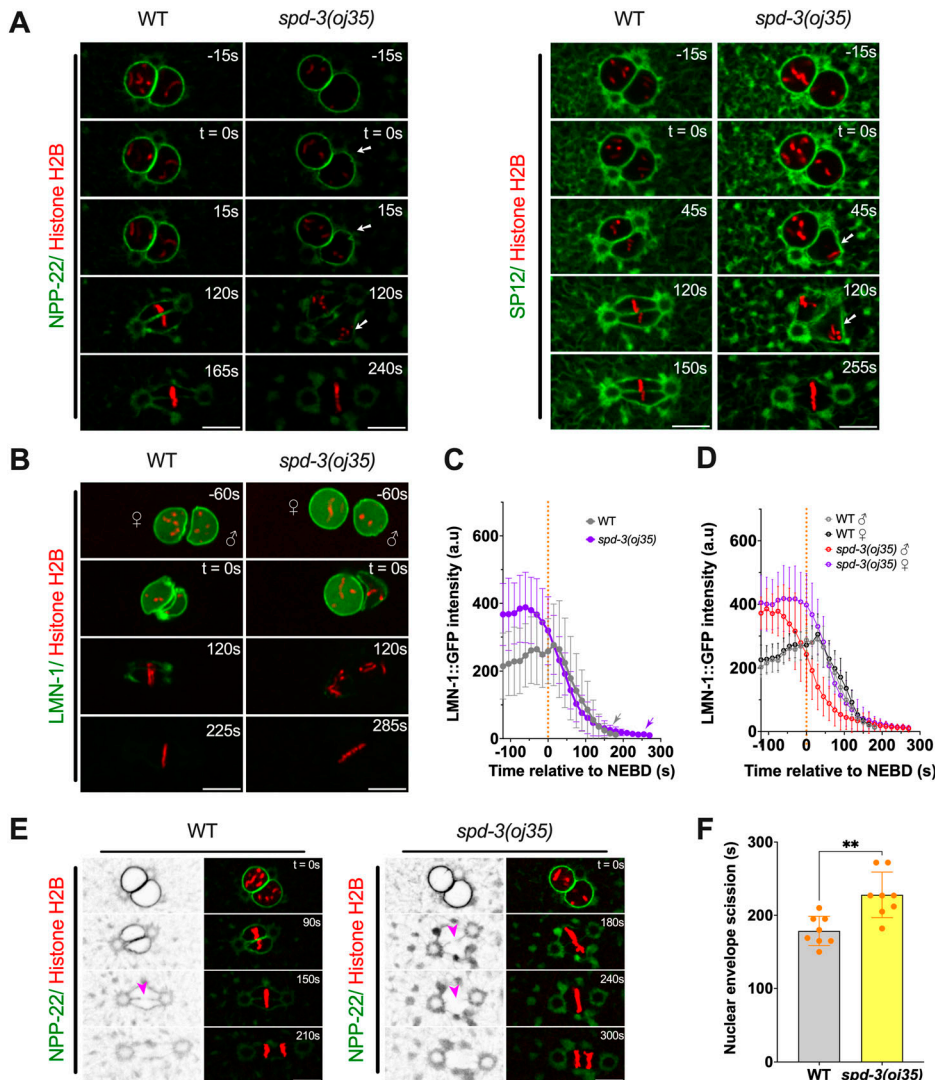 A
WT
spd-3(oj35)
NPP-22/ Histone H2B
-15s
-15s
t = 0s
t = 0s
15s
15s
120s
120s
165s
240s
WT
spd-3(oj35)
SP12/ Histone H2B
-15s
-15s
t = 0s
t = 0s
45s
45s
120s
120s
150s
255s
B
WT
spd-3(oj35)
LMN-1/ Hsitone H2B
-60s
♀
♂
-60s
♀
♂
t = 0s
t = 0s
120s
120s
225s
285s
C
LMN-1::GFP intensity (a.u)
600
400
200
0
-100
0
100
200
300
Time relative to NEBD (s)
WT
spd-3(oj35)
D
LMN-1::GFP intensity (a.u)
600
400
200
0
-100
0
100
200
300
Time relative to NEBD (s)
WT ♂
WT ♀
spd-3(oj35) ♂
spd-3(oj35) ♀
E
WT
NPP-22/ Histone H2B
t = 0s
90s
150s
210s
spd-3(oj35)
NPP-22/ Histone H2B
t = 0s
180s
240s
300s
F
Nuclear envelope scission (s)
300
200
100
0
**
WT
spd-3(oj35)